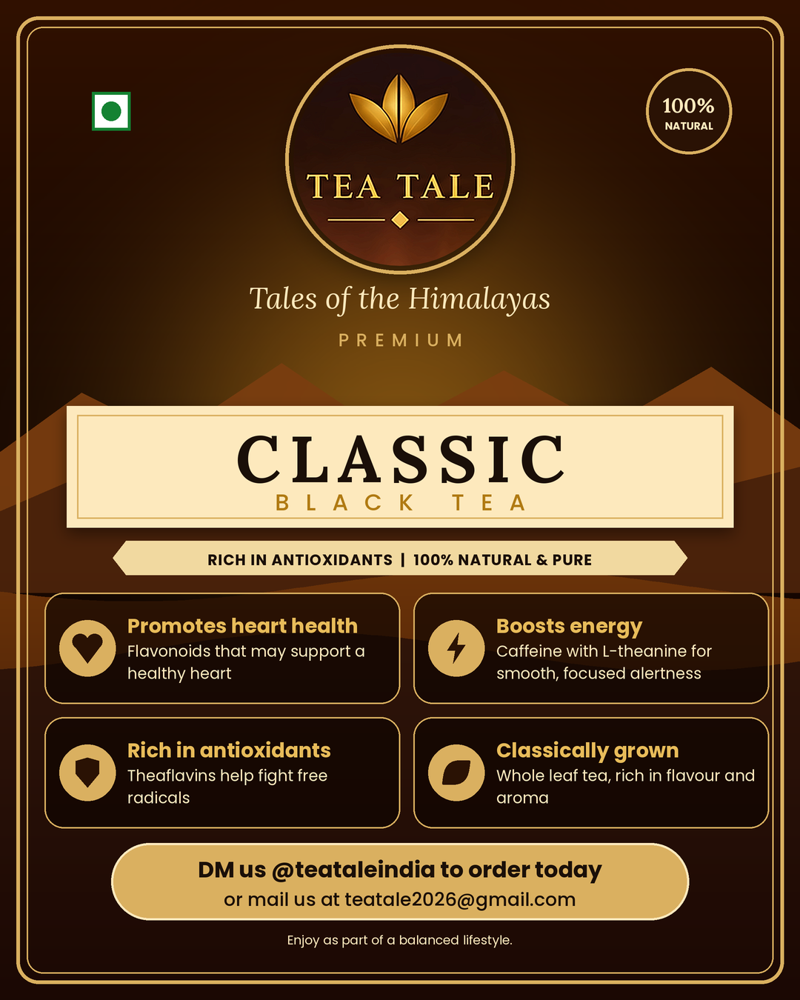 100%
NATURAL
TEA TALE
Tales of the Himalayas
PREMIUM
CLASSIC
BLACK TEA
RICH IN ANTIOXIDANTS | 100% NATURAL & PURE
Promotes heart health
Flavonoids that may support a
healthy heart
Boosts energy
Caffeine with L-theanine for
smooth, focused alertness
Rich in antioxidants
Theaflavins help fight free
radicals
Classically grown
Whole leaf tea, rich in flavour and
aroma
DM us @teataleindia to order today
or mail us at teatale2026@gmail.com
Enjoy as part of a balanced lifestyle.